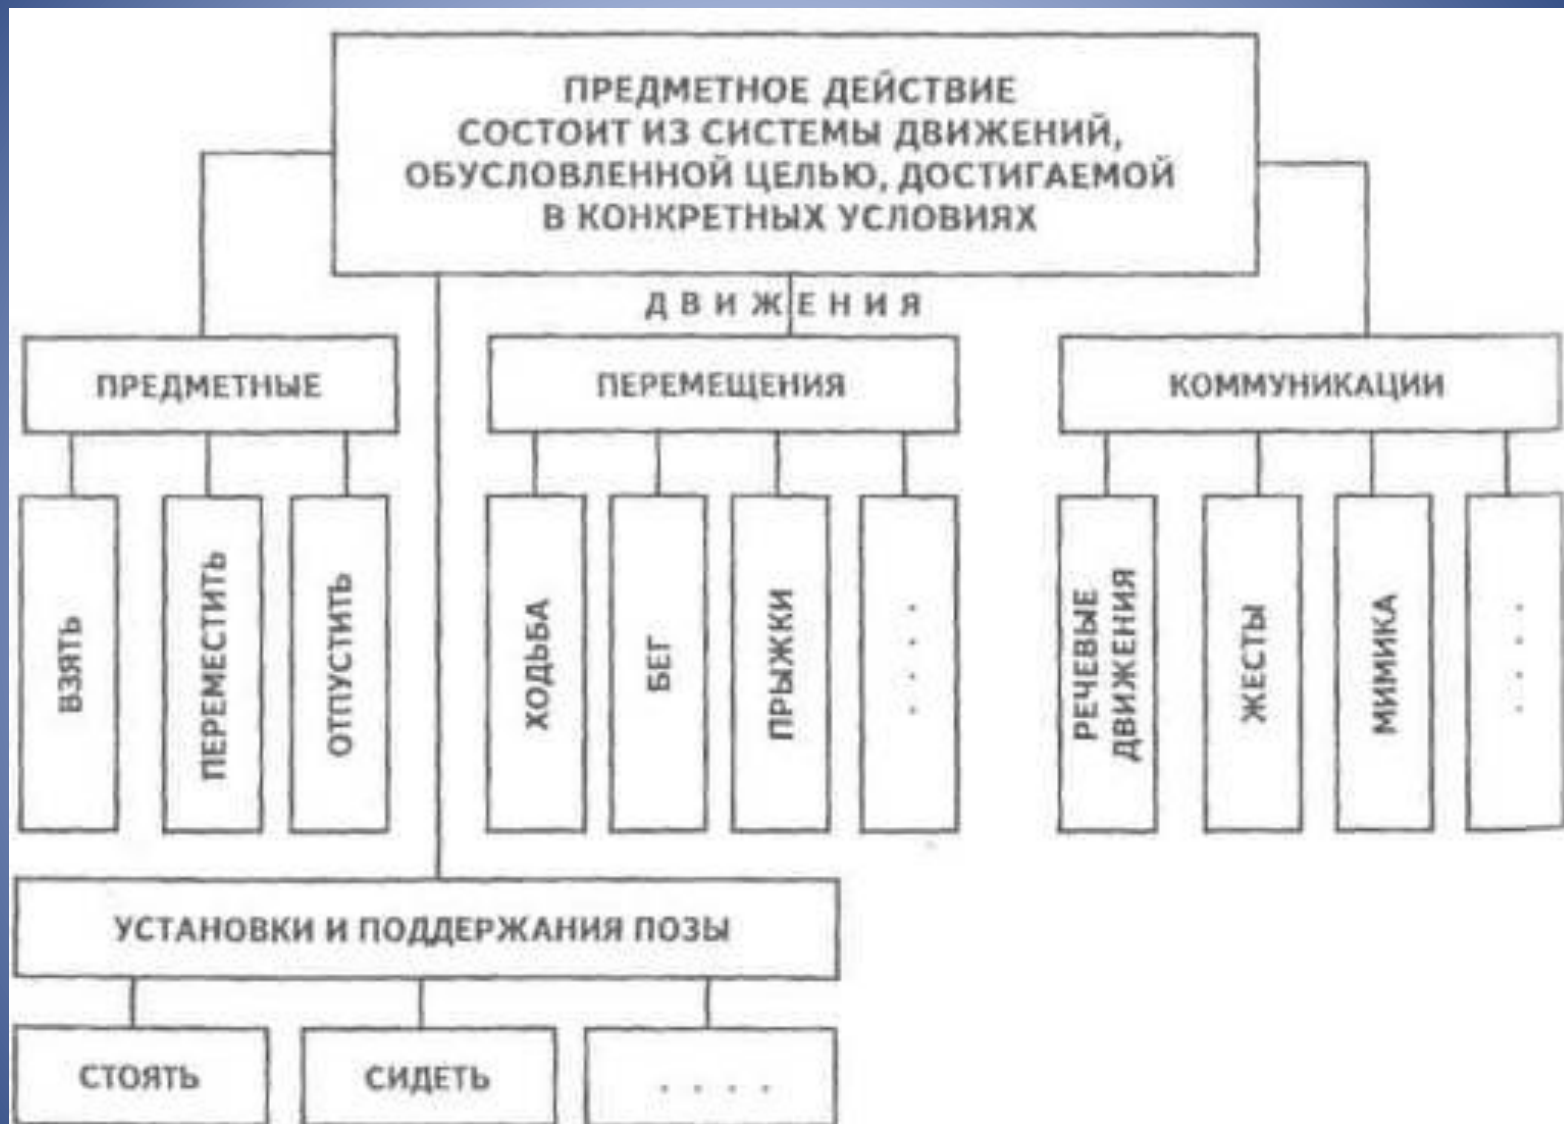 ПРЕДМЕТНОЕ ДЕЙСТВИЕ
СОСТОИТ ИЗ СИСТЕМЫ ДВИЖЕНИЙ,
ОБУСЛОВЛЕННОЙ ЦЕЛЬЮ, ДОСТИГАЕМОЙ
В КОНКРЕТНЫХ УСЛОВИЯХ
ДВИЖЕНИЯ
ПРЕДМЕТНЫЕ
ПЕРЕМЕЩЕНИЯ
КОММУНИКАЦИИ
ВЗЯТЬ
ПЕРЕМЕСТИТЬ
ОТПУСТИТЬ
ХОДЬБА
БЕГ
ПРЫЖКИ
. . . .
РЕЧЕВЫЕ
ДВИЖЕНИЯ
ЖЕСТЫ
МИМИКА
. . . .
УСТАНОВКИ И ПОДДЕРЖАНИЯ ПОЗЫ
СТОЯТЬ
СИДЕТЬ
. . . .